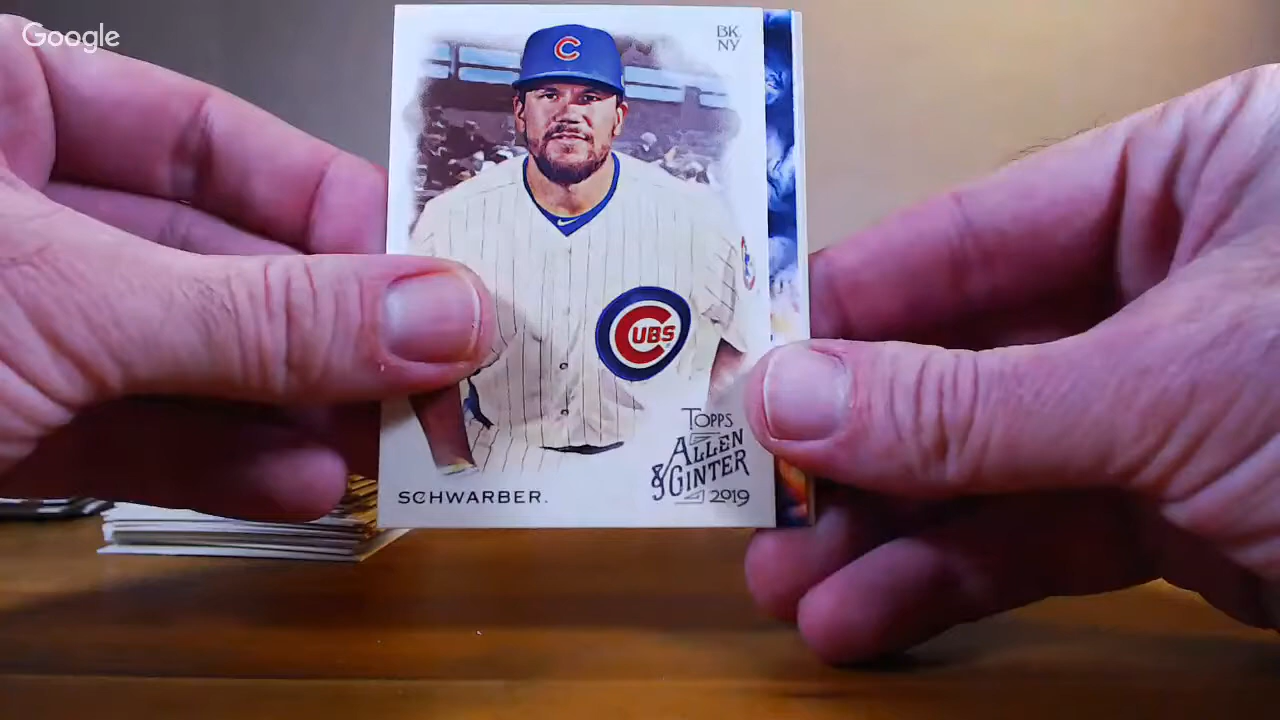 Google
BK
NY
C
CUBS
TOPPS
ALLEN
& GINTER
2019
SCHWARBER.